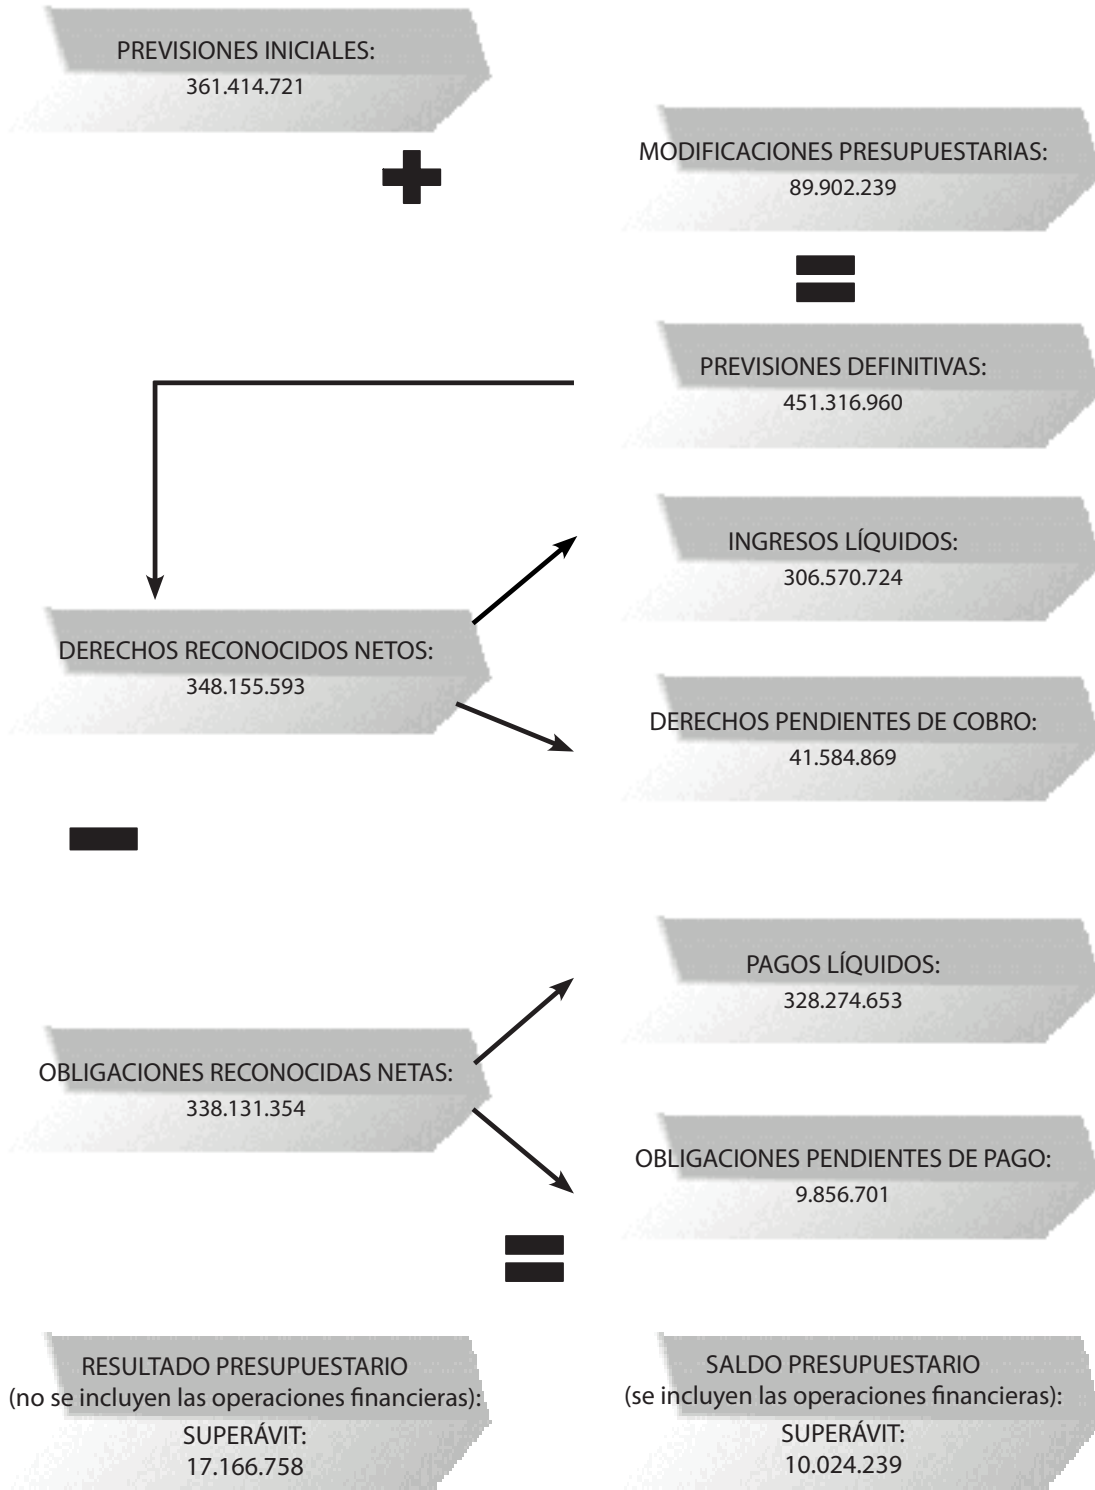 PREVISIONES INICIALES:
361.414.721
MODIFICACIONES PRESUPUESTARIAS:
89.902.239
PREVISIONES DEFINITIVAS:
451.316.960
INGRESOS LÍQUIDOS:
306.570.724
DERECHOS RECONOCIDOS NETOS:
348.155.593
DERECHOS PENDIENTES DE COBRO:
41.584.869
PAGOS LÍQUIDOS:
328.274.653
OBLIGACIONES RECONOCIDAS NETAS:
338.131.354
OBLIGACIONES PENDIENTES DE PAGO:
9.856.701
RESULTADO PRESUPUESTARIO
(no se incluyen las operaciones financieras):
SUPERÁVIT:
17.166.758
SALDO PRESUPUESTARIO
(se incluyen las operaciones financieras):
SUPERÁVIT:
10.024.239